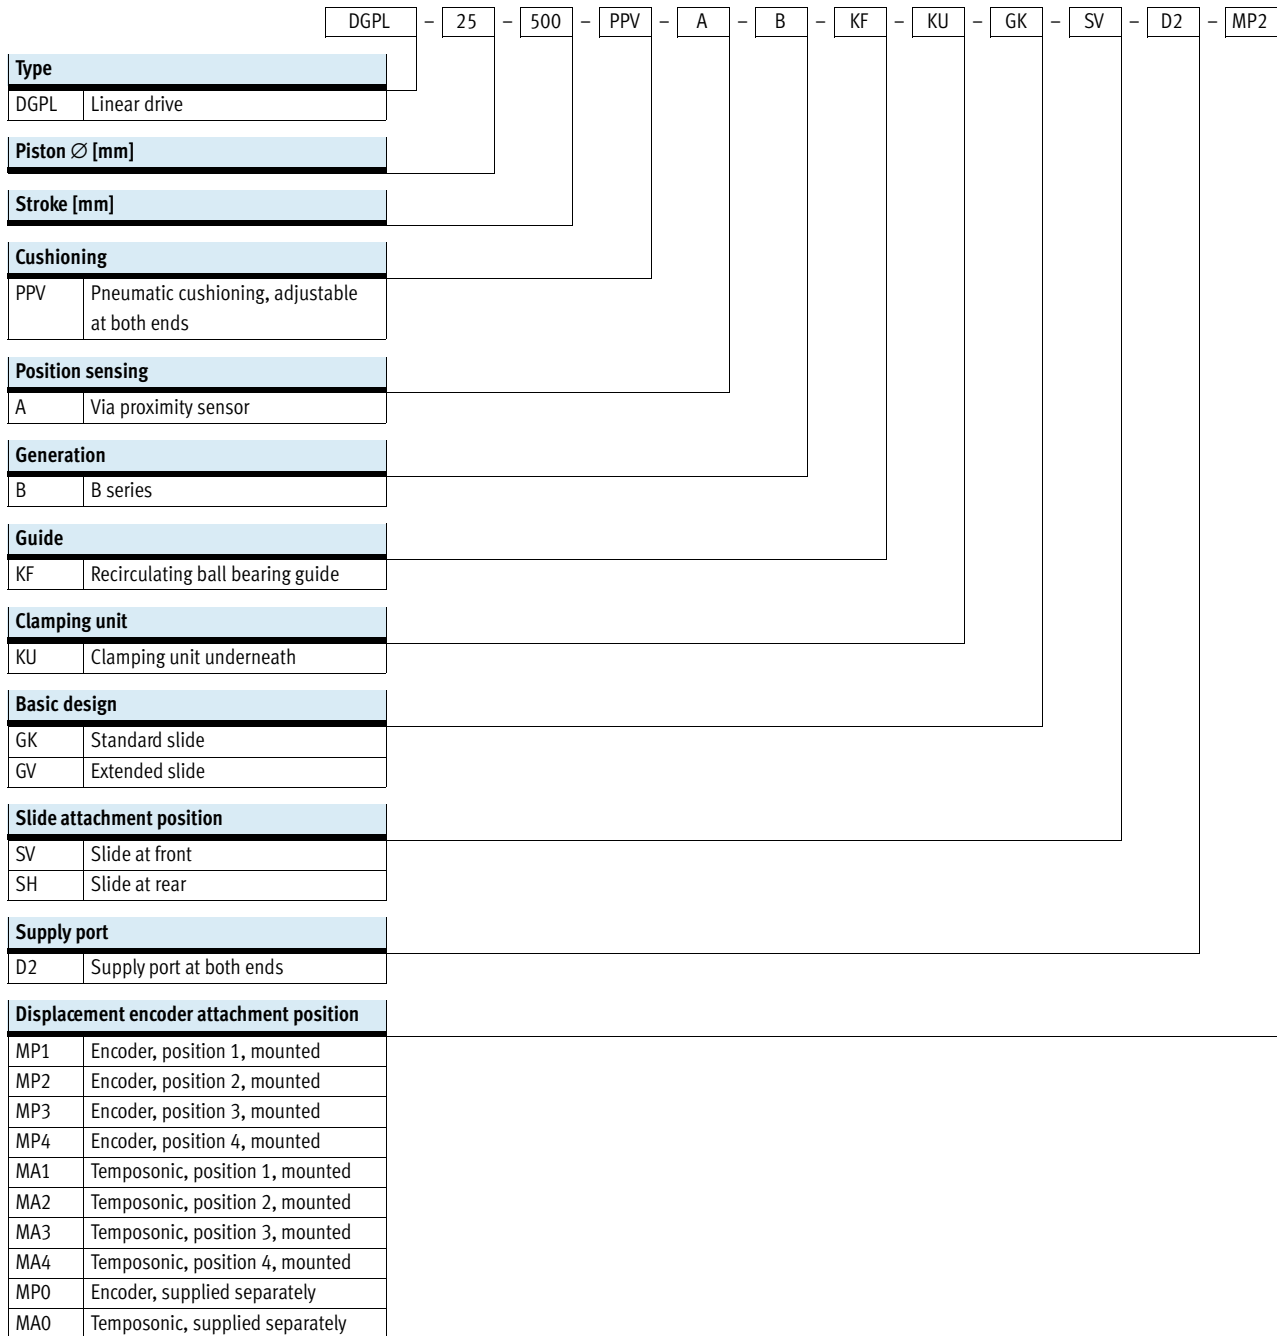 DGPL – 25 – 500 – PPV – A – B – KF – KU – GK – SV – D2 – MP2
Type
DGPL Linear drive
Piston ∅ [mm]
Stroke [mm]
Cushioning
PPV Pneumatic cushioning, adjustable
at both ends
Position sensing
A Via proximity sensor
Generation
B B series
Guide
KF Recirculating ball bearing guide
Clamping unit
KU Clamping unit underneath
Basic design
GK Standard slide
GV Extended slide
Slide attachment position
SV Slide at front
SH Slide at rear
Supply port
D2 Supply port at both ends
Displacement encoder attachment position
MP1 Encoder, position 1, mounted
MP2 Encoder, position 2, mounted
MP3 Encoder, position 3, mounted
MP4 Encoder, position 4, mounted
MA1 Temposonic, position 1, mounted
MA2 Temposonic, position 2, mounted
MA3 Temposonic, position 3, mounted
MA4 Temposonic, position 4, mounted
MP0 Encoder, supplied separately
MA0 Temposonic, supplied separately